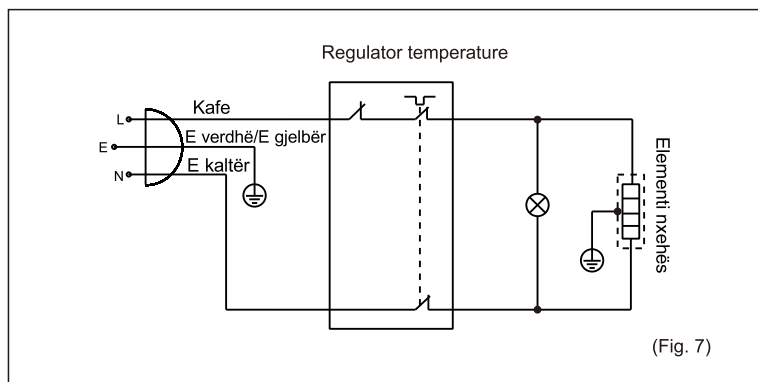 Regulator temperature
Kafe
L
E verdhë/E gjelbër
E
E kaltër
N
Elementi nxehës
(Fig. 7)